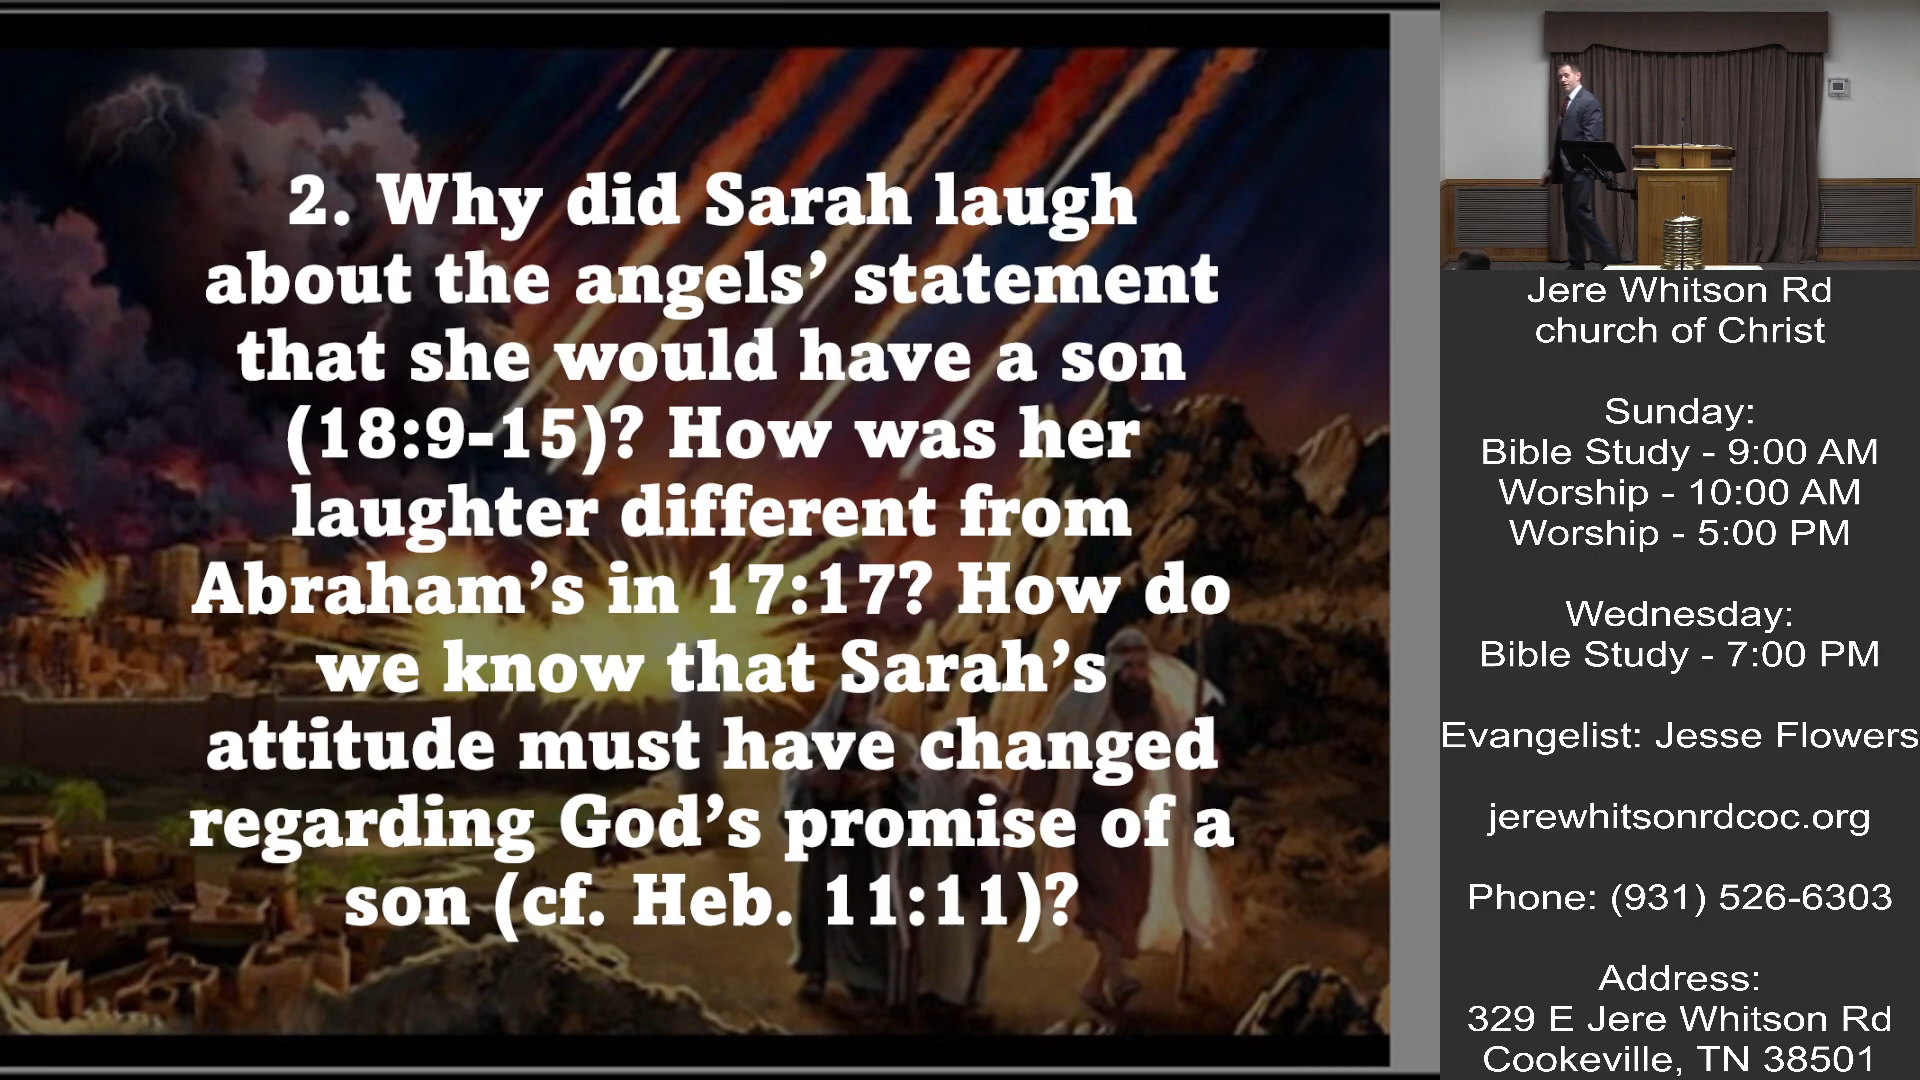 2. Why did Sarah laugh
about the angels’ statement
that she would have a son
(18:9-15)? How was her
laughter different from
Abraham’s in 17:17? How do
we know that Sarah’s
attitude must have changed
regarding God’s promise of a
son (cf. Heb. 11:11)?
Jere Whitson Rd
church of Christ
Sunday:
Bible Study - 9:00 AM
Worship - 10:00 AM
Worship - 5:00 PM
Wednesday:
Bible Study - 7:00 PM
Evangelist: Jesse Flowers
jerewhitsonrdcoc.org
Phone: (931) 526-6303
Address:
329 E Jere Whitson Rd
Cookeville, TN 38501